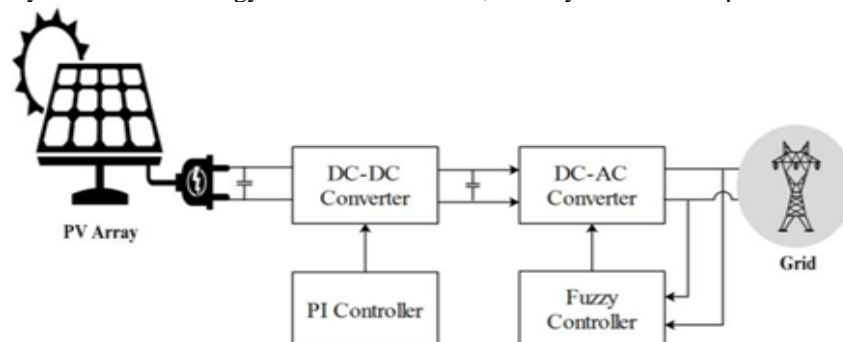 PV Array
DC-DC
Converter
PI Controller
DC-AC
Converter
Fuzzy
Controller
Grid